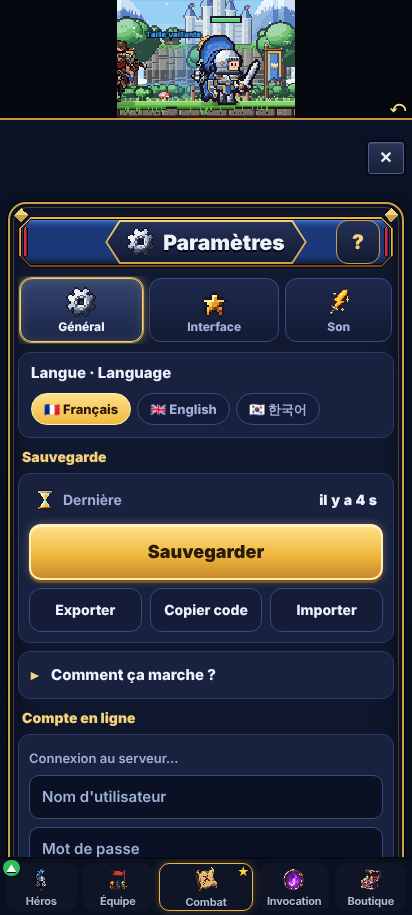 Taille vaillante
×
Paramètres
?
Général
Interface
Son
Langue · Language
🇫🇷 Français
🇬🇧 English
🇰🇷 한국어
Sauvegarde
Dernière
il y a 4 s
Sauvegarder
Exporter
Copier code
Importer
► Comment ça marche ?
Compte en ligne
Connexion au serveur...
Nom d'utilisateur
Mot de passe
Héros
Équipe
Combat
Invocation
Boutique